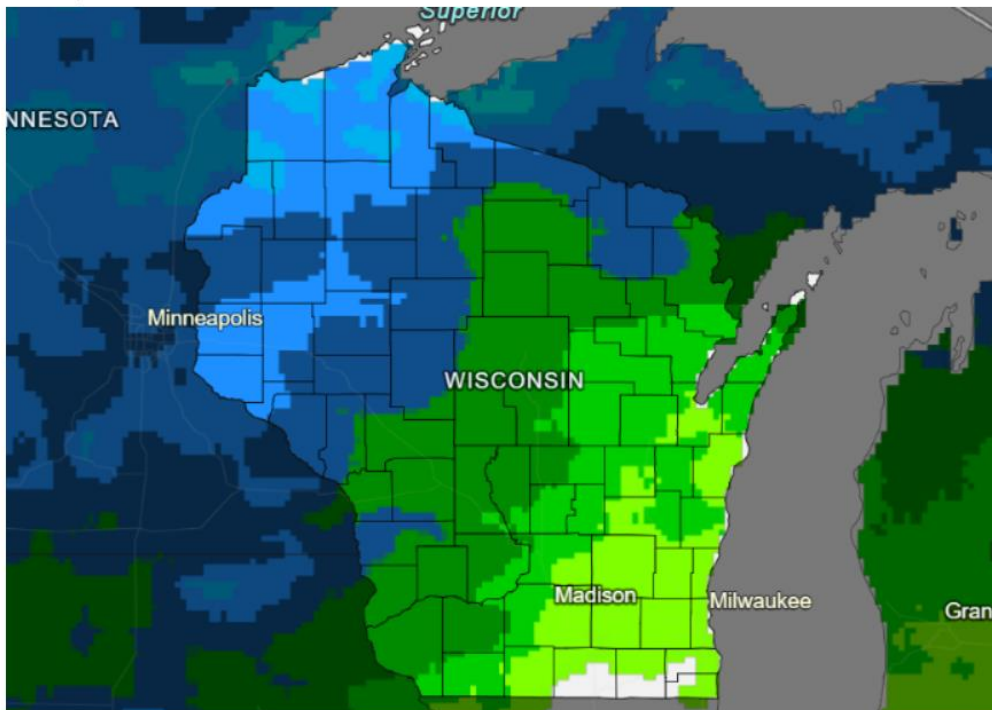 Superior
NNESOTA
Minneapolis
WISCONSIN
Madison
Milwaukee
Gran